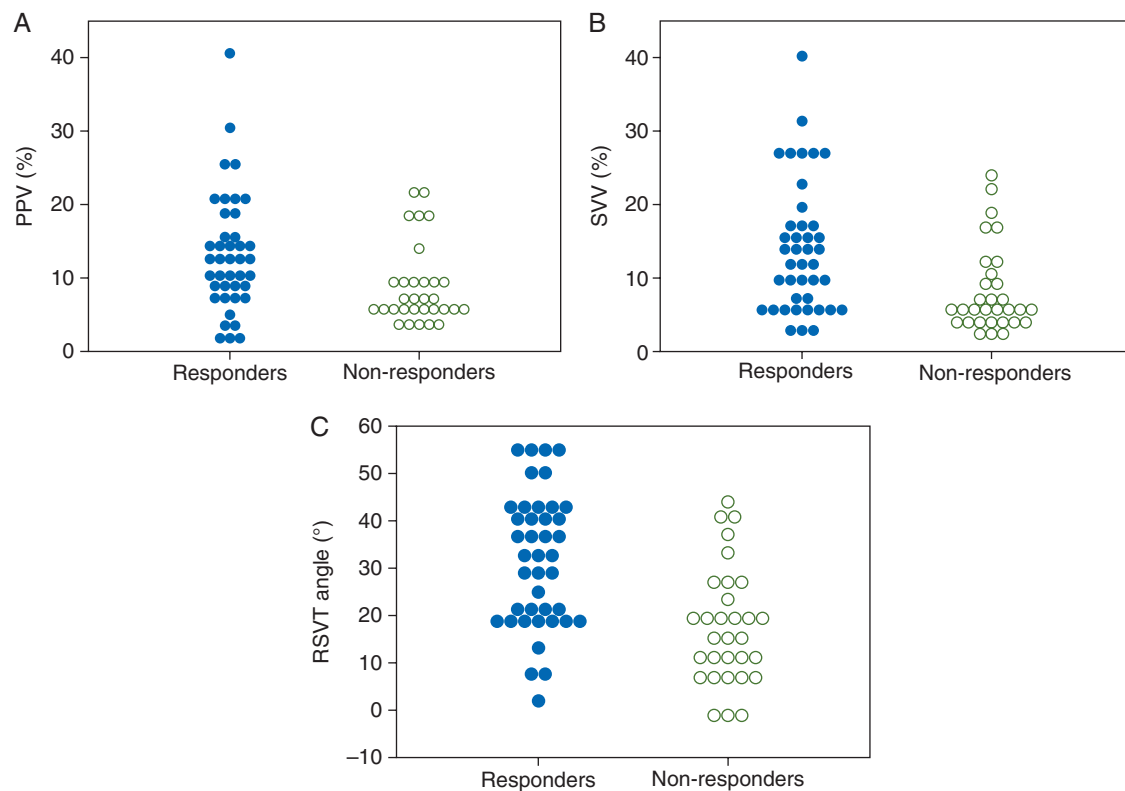 A
PPV (%)
40
30
20
10
0
Responders
Non-responders
B
SVV (%)
40
30
20
10
0
Responders
Non-responders
C
RSVT angle (°)
60
50
40
30
20
10
0
–10
Responders
Non-responders